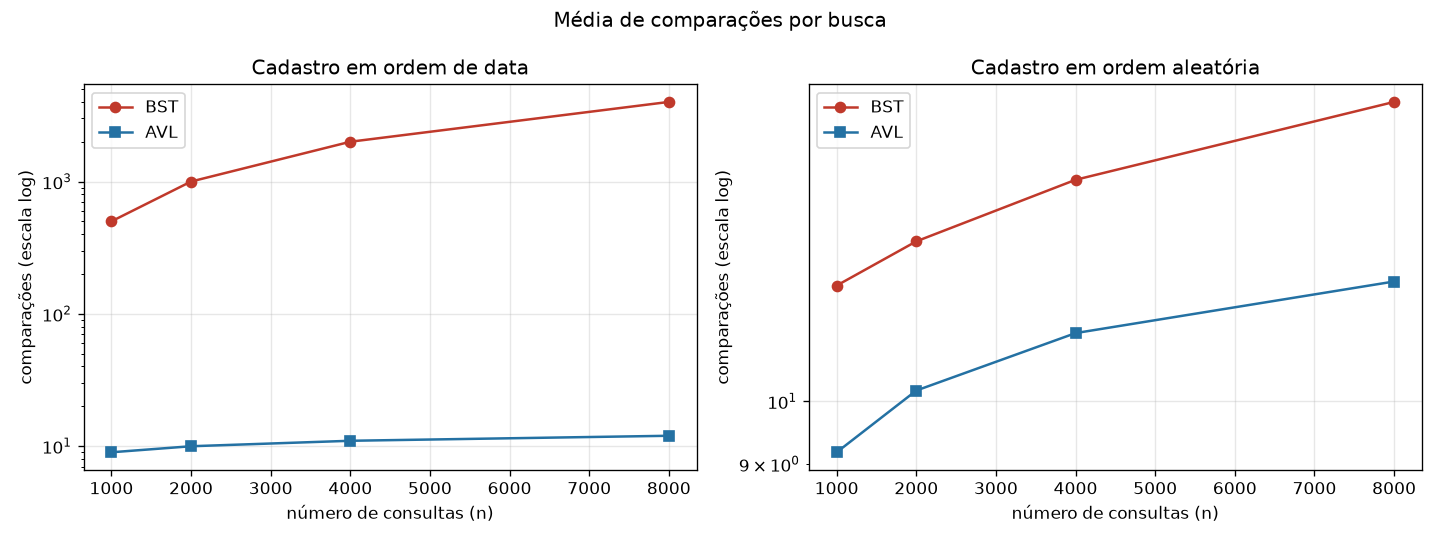 Média de comparações por busca
Cadastro em ordem de data
BST
AVL
comparações (escala log)
10³
10²
10¹
1000 2000 3000 4000 5000 6000 7000 8000
número de consultas (n)
Cadastro em ordem aleatória
BST
AVL
comparações (escala log)
10¹
9 × 10⁰
1000 2000 3000 4000 5000 6000 7000 8000
número de consultas (n)